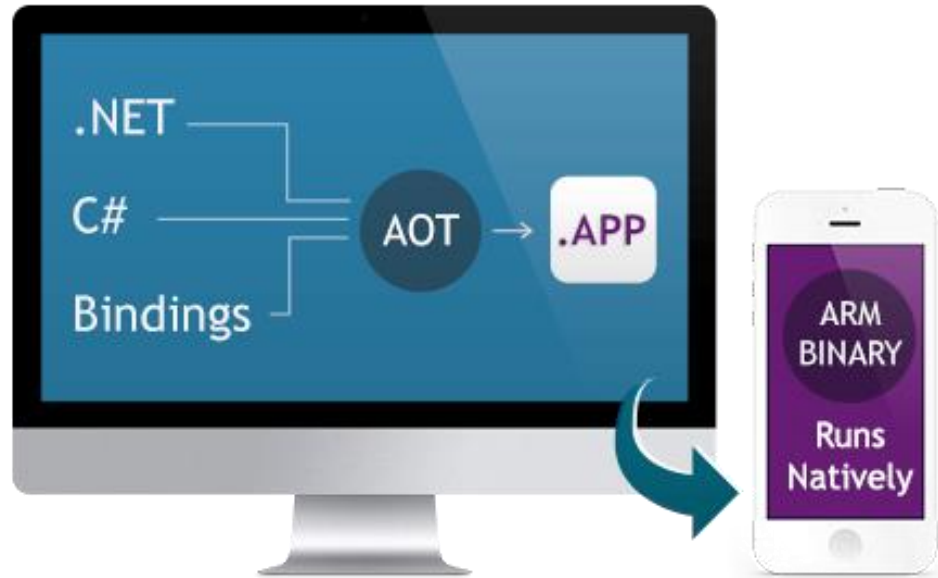 .NET
C#
Bindings
AOT
.APP
ARM
BINARY
Runs
Natively